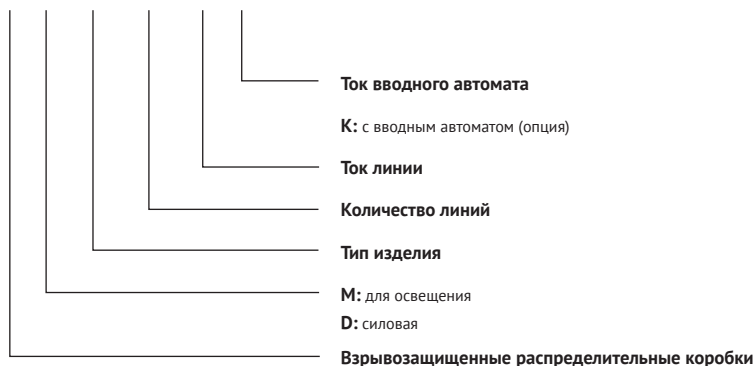 Ток вводного автомата
K: с вводным автоматом (опция)
Ток линии
Количество линий
Тип изделия
M: для освещения
D: силовая
Взрывозащищенные распределительные коробки